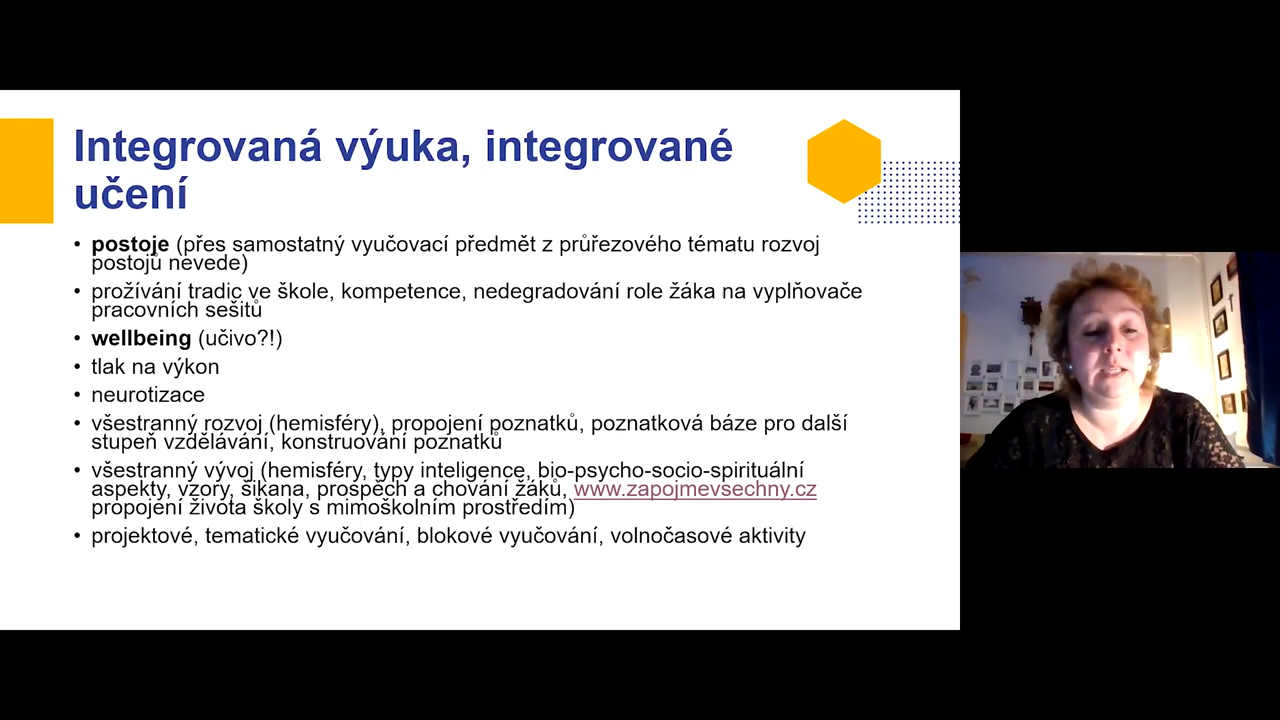 Integrovaná výuka, integrované
učení
• postoje (přes samostatný vyučovací předmět z průřezového tématu rozvoj
postojů nevede)
• prožívání tradic ve škole, kompetence, nedegradování role žáka na vyplňovače
pracovních sešitů
• wellbeing (učivo?!)
• tlak na výkon
• neurotizace
• všestranný rozvoj (hemisféry), propojení poznatků, poznatková báze pro další
stupeň vzdělávání, konstruování poznatků
• všestranný vývoj (hemisféry, typy inteligence, bio-psycho-socio-spirituální
aspekty, vzory, šikana, prospěch a chování žáků, www.zapojmevsechny.cz
propojení života školy s mimoškolním prostředím)
• projektové, tematické vyučování, blokové vyučování, volnočasové aktivity